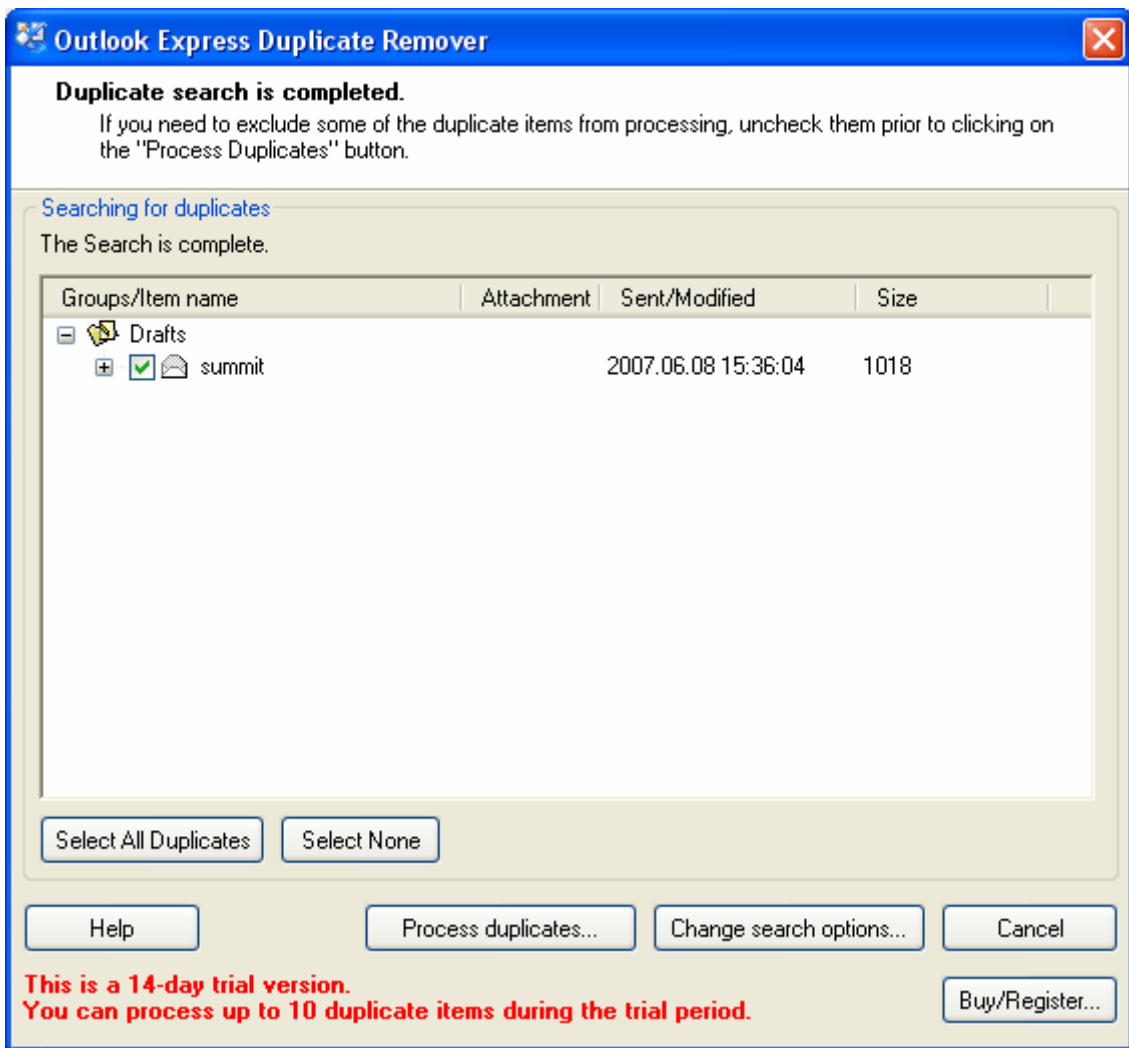 Outlook Express Duplicate Remover
Duplicate search is completed.
If you need to exclude some of the duplicate items from processing, uncheck them prior to clicking on
the "Process Duplicates" button.
Searching for duplicates
The Search is complete.
Groups/Item name Attachment Sent/Modified Size
Drafts
summit 2007.06.08 15:36:04 1018
Select All Duplicates Select None
Help Process duplicates... Change search options... Cancel
This is a 14-day trial version.
You can process up to 10 duplicate items during the trial period.
Buy/Register...